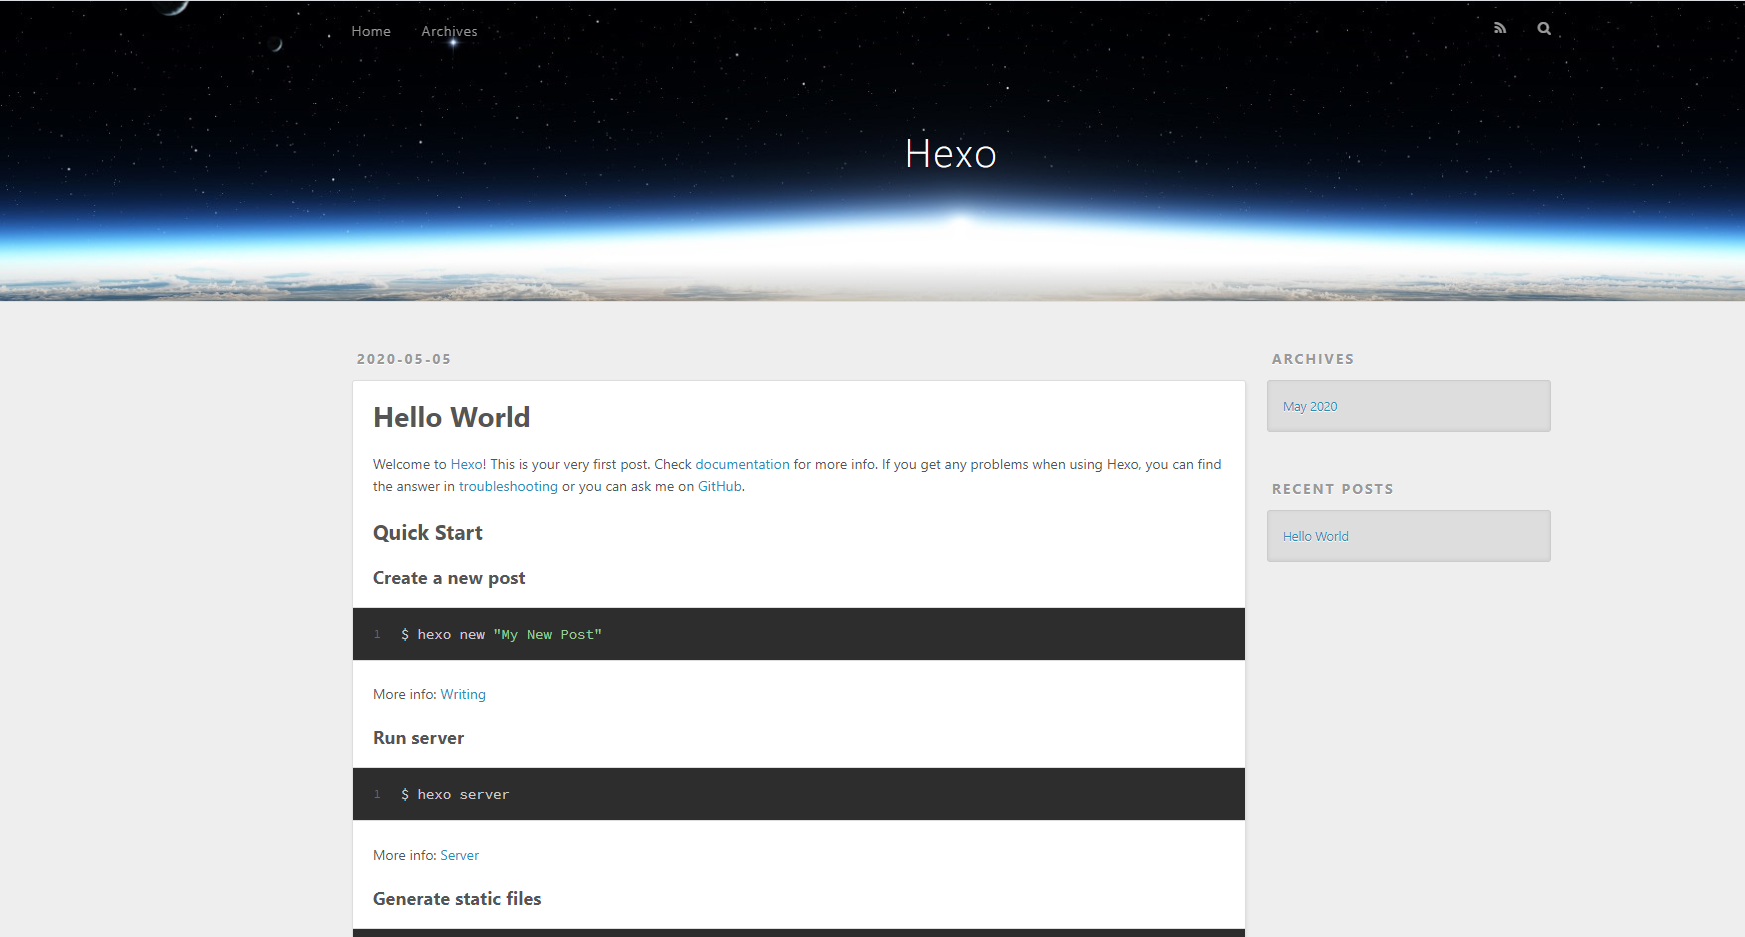 Home Archives
Hexo
2020-05-05
Hello World
Welcome to Hexo! This is your very first post. Check documentation for more info. If you get any problems when using Hexo, you can find
the answer in troubleshooting or you can ask me on GitHub.
Quick Start
Create a new post
1 $ hexo new "My New Post"
More info: Writing
Run server
1 $ hexo server
More info: Server
Generate static files
ARCHIVES
May 2020
RECENT POSTS
Hello World